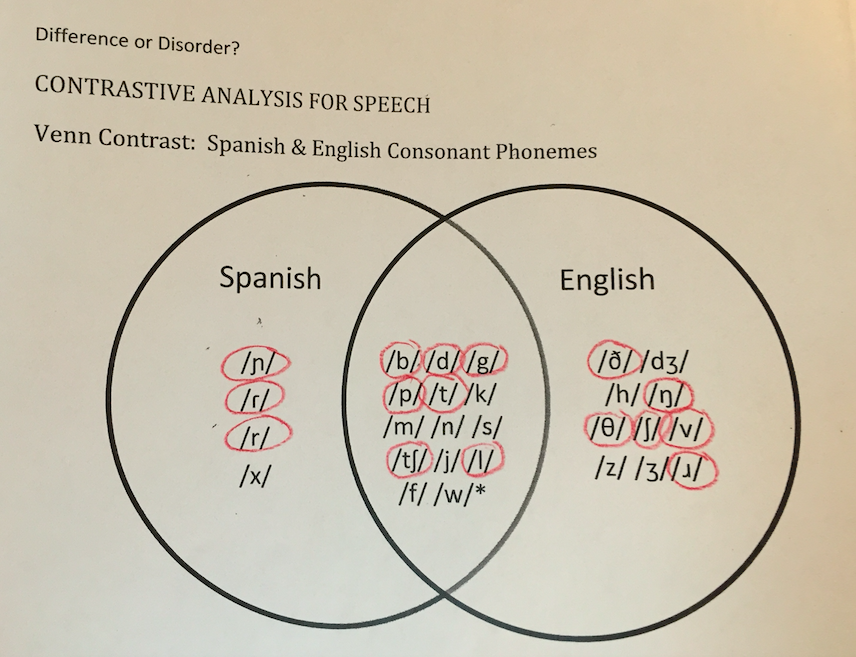 Difference or Disorder?
CONTRASTIVE ANALYSIS FOR SPEECH
Venn Contrast: Spanish & English Consonant Phonemes
Spanish
/ɲ/
/ɾ/
/r/
/x/
/b/ /d/ /g/
/p/ /t/ /k/
/m/ /n/ /s/
/tʃ/ /j/ /l/
/f/ /w/*
English
/ð/ /dʒ/
/h/ /ŋ/
/θ/ /ʃ/ /v/
/z/ /ʒ/ /ɹ/